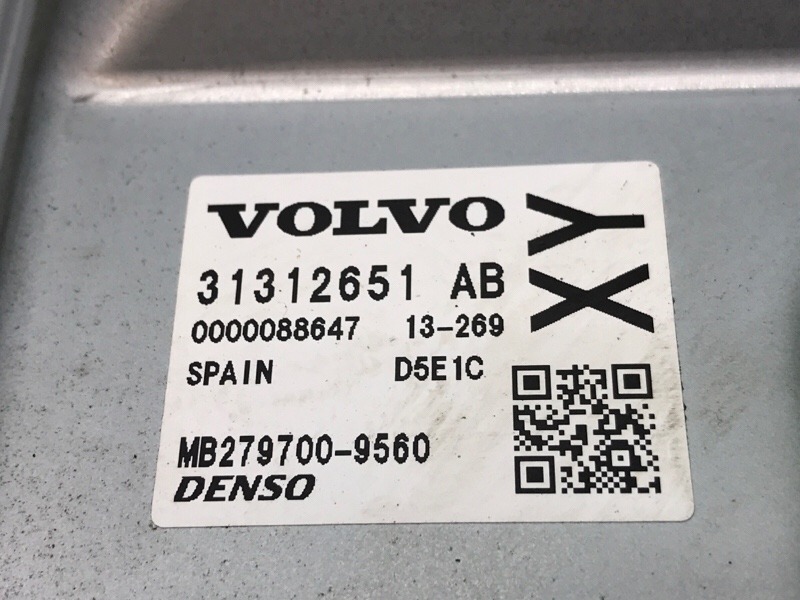 VOLVO
31312651 AB
0000088647 13-269
SPAIN D5E1C
XY
MB279700-9560
DENSO